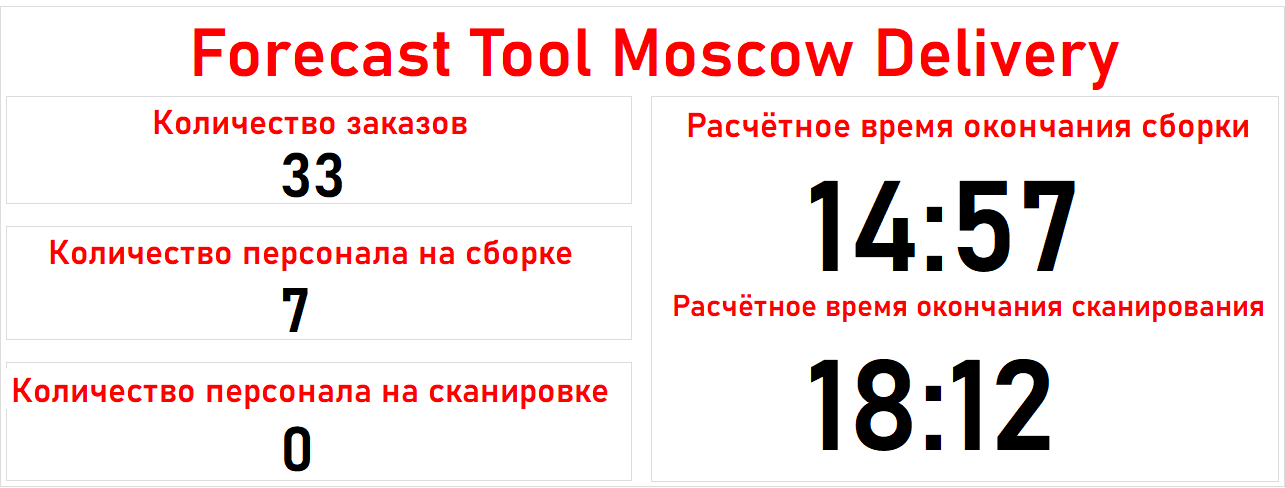 Forecast Tool Moscow Delivery
Количество заказов
33
Количество персонала на сборке
7
Количество персонала на сканировке
0
Расчётное время окончания сборки
14:57
Расчётное время окончания сканирования
18:12